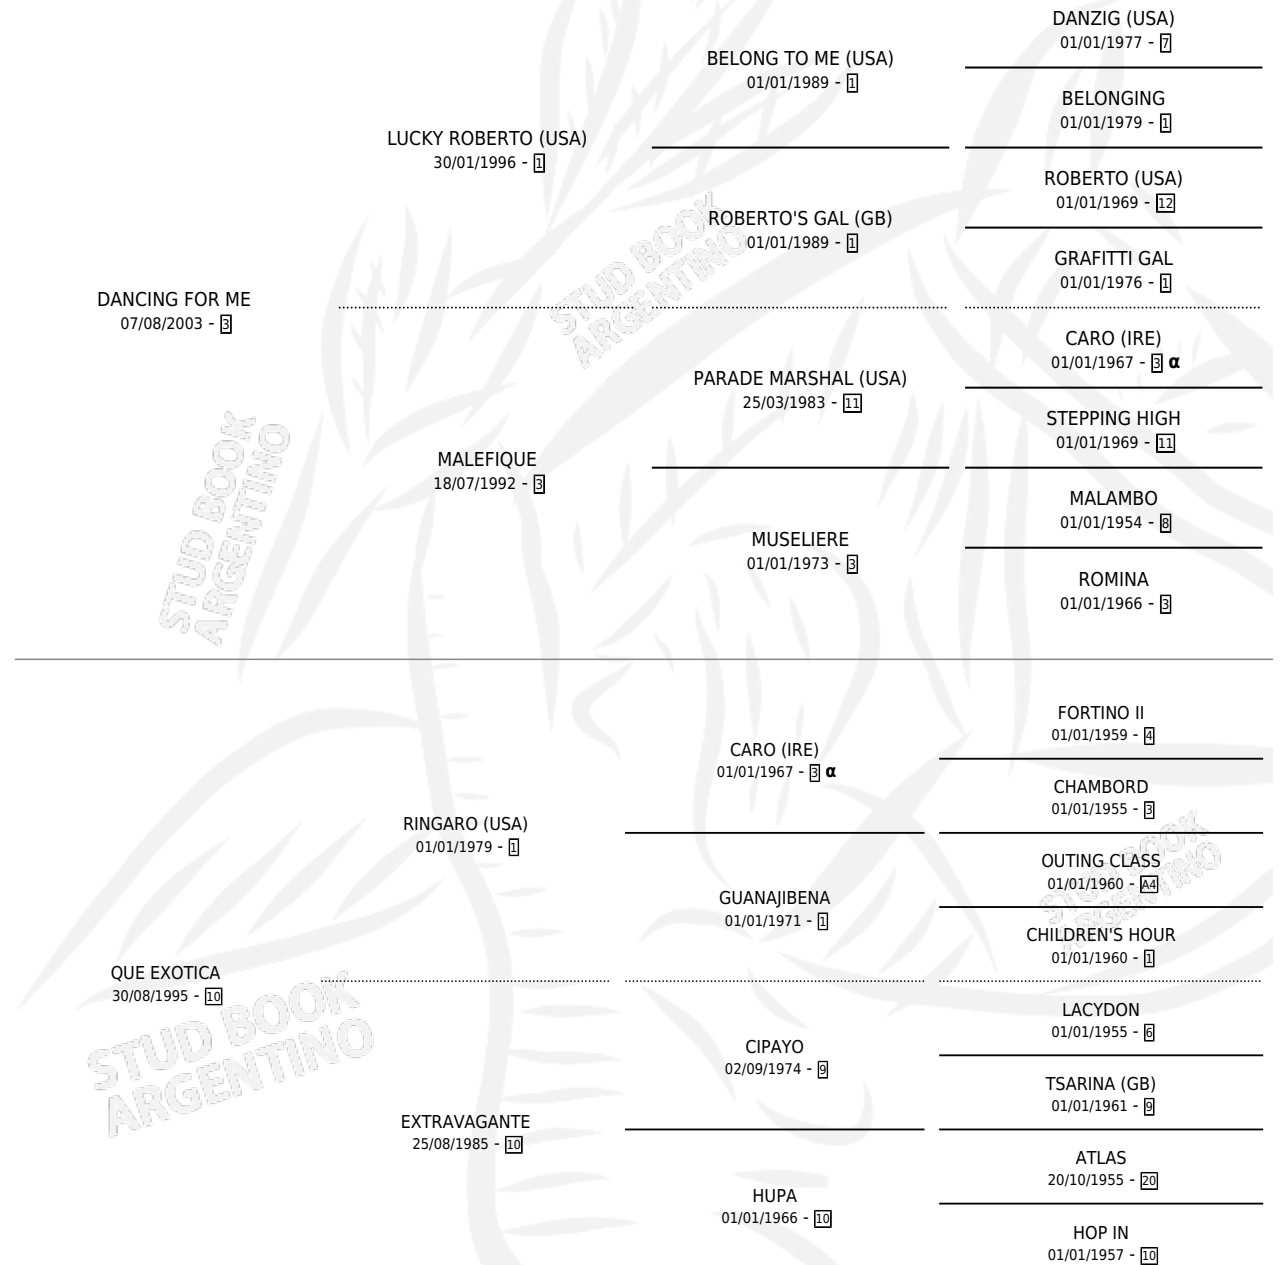 DANZIG (USA)
01/01/1977 - 7
BELONG TO ME (USA)
01/01/1989 - 1
BELONGING
01/01/1979 - 1
LUCKY ROBERTO (USA)
30/01/1996 - 1
ROBERTO (USA)
01/01/1969 - 12
ROBERTO'S GAL (GB)
01/01/1989 - 1
GRAFITTI GAL
01/01/1976 - 1
DANCING FOR ME
07/08/2003 - 3
CARO (IRE)
01/01/1967 - 3 α
PARADE MARSHAL (USA)
25/03/1983 - 11
STEPPING HIGH
01/01/1969 - 11
MALEFIQUE
18/07/1992 - 3
MALAMBO
01/01/1954 - 8
MUSELIERE
01/01/1973 - 3
ROMINA
01/01/1966 - 3
FORTINO II
01/01/1959 - 4
CARO (IRE)
01/01/1967 - 3 α
CHAMBORD
01/01/1955 - 3
RINGARO (USA)
01/01/1979 - 1
OUTING CLASS
01/01/1960 - A4
GUANAJIBENA
01/01/1971 - 1
CHILDREN'S HOUR
01/01/1960 - 1
QUE EXOTICA
30/08/1995 - 10
LACYDON
01/01/1955 - 6
CIPAYO
02/09/1974 - 9
TSARINA (GB)
01/01/1961 - 9
EXTRAVAGANTE
25/08/1985 - 10
ATLAS
20/10/1955 - 20
HUPA
01/01/1966 - 10
HOP IN
01/01/1957 - 10
STUD BOOK
ARGENTINO
STUD BOOK
ARGENTINO
STUD BOOK
ARGENTINO
STUD BOOK
ARGENTINO